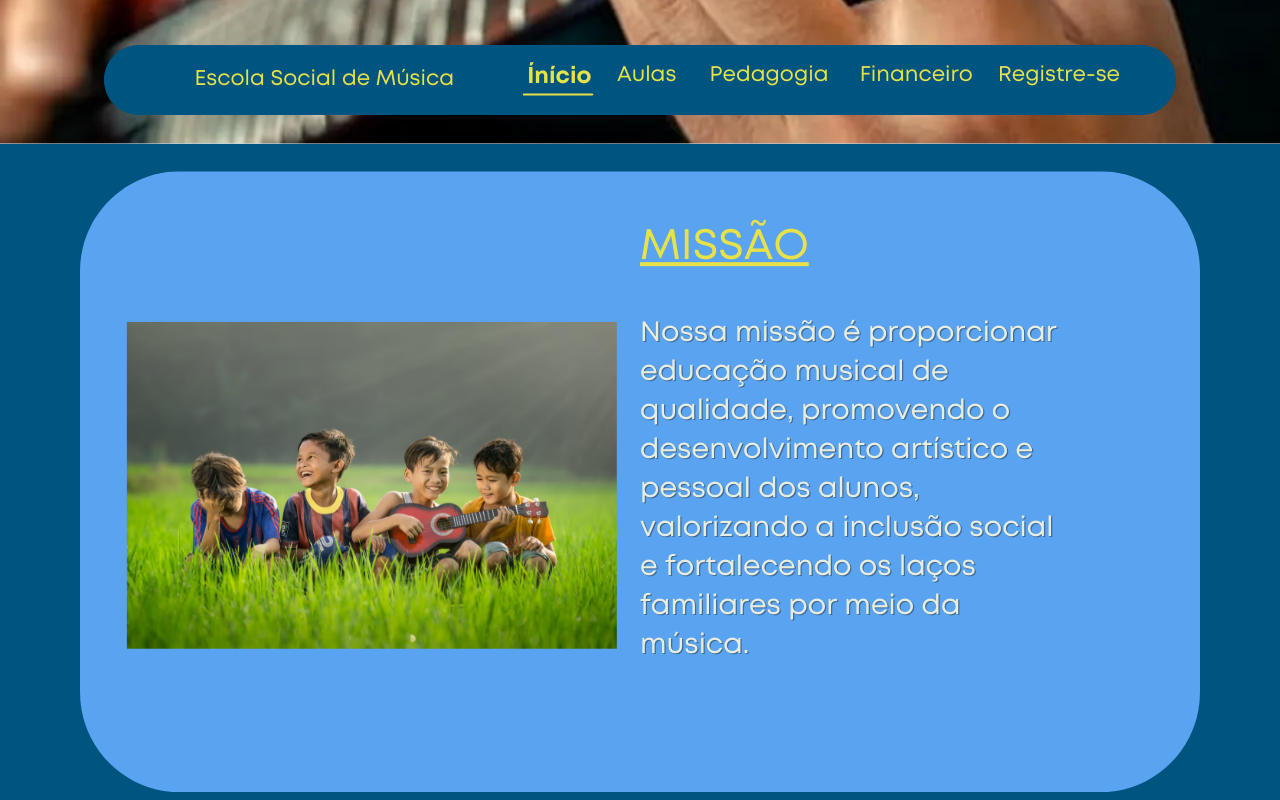 Escola Social de Música
Ínício
Aulas
Pedagogia
Financeiro
Registre-se
MISSÃO
Nossa missão é proporcionar
educação musical de
qualidade, promovendo o
desenvolvimento artístico e
pessoal dos alunos,
valorizando a inclusão social
e fortalecendo os laços
familiares por meio da
música.